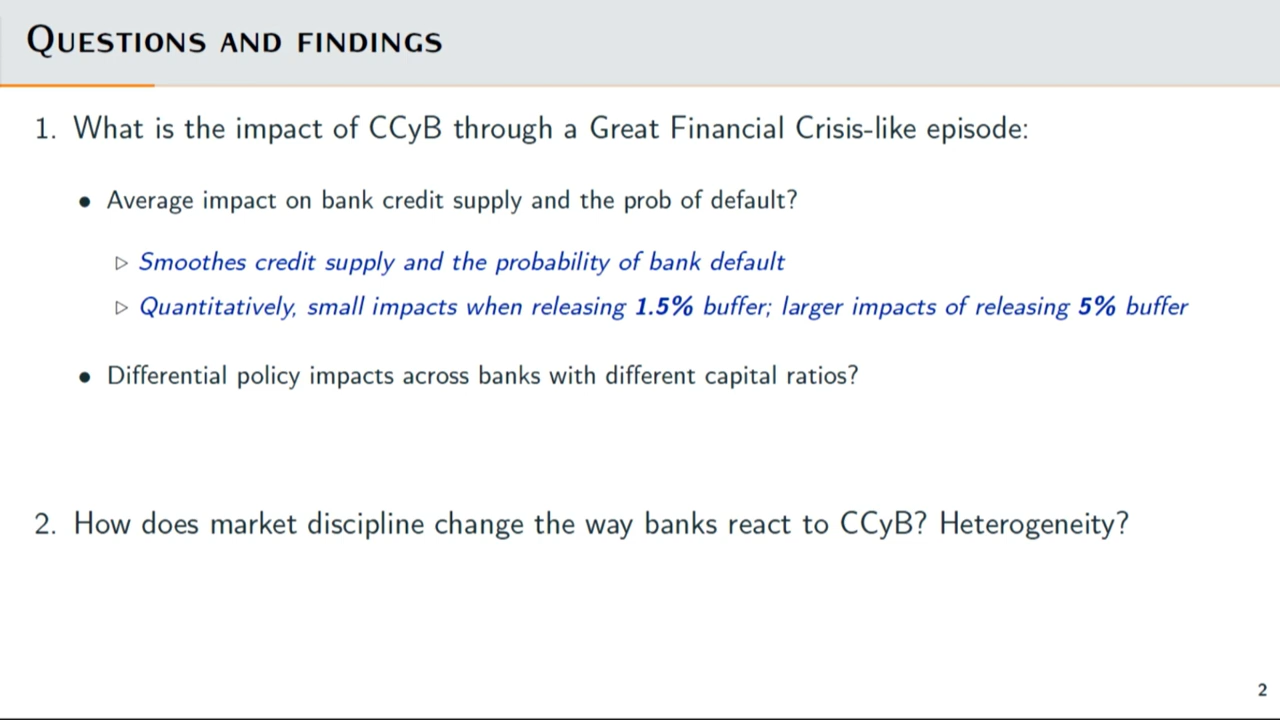 Questions and findings
1. What is the impact of CCyB through a Great Financial Crisis-like episode:
• Average impact on bank credit supply and the prob of default?
▷ Smoothes credit supply and the probability of bank default
▷ Quantitatively, small impacts when releasing 1.5% buffer; larger impacts of releasing 5% buffer
• Differential policy impacts across banks with different capital ratios?
2. How does market discipline change the way banks react to CCyB? Heterogeneity?
2